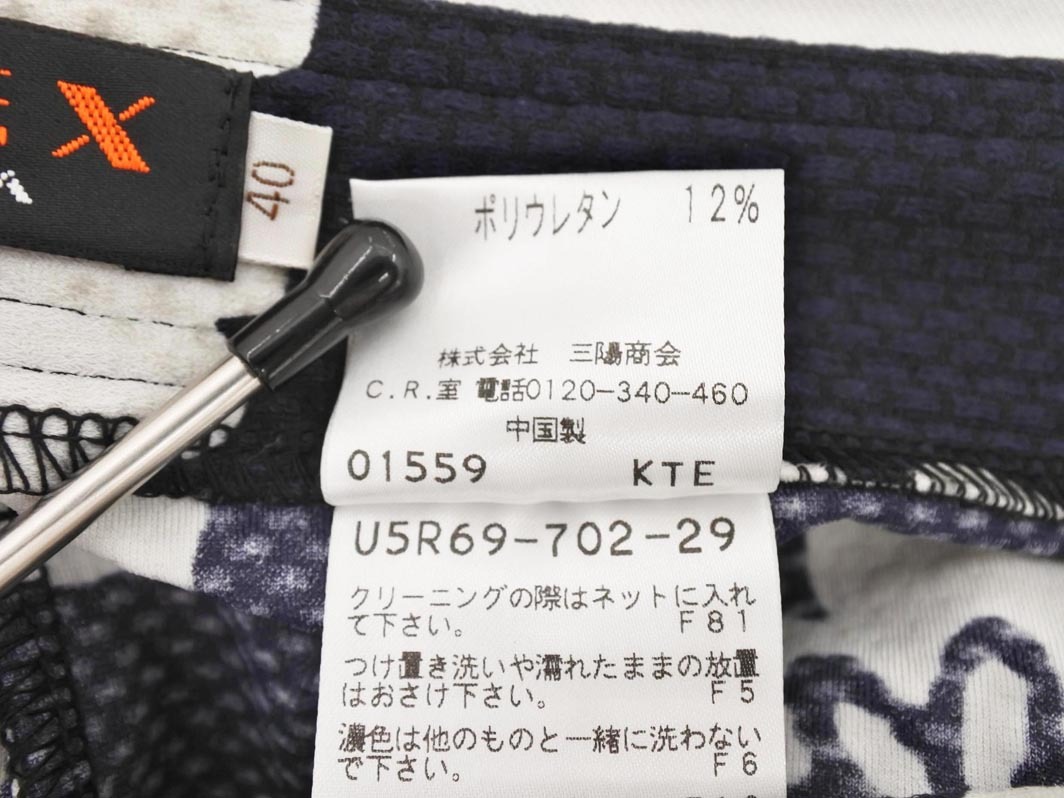 X
40
ポリウレタン 12%
株式会社 三陽商会
C.R.室 電話0120-340-460
中国製
01559 KTE
U5R69-702-29
クリーニングの際はネットに入れ
て下さい。 F81
つけ置き洗いや濡れたままの放置
はおさけ下さい。 F5
濃色は他のものと一緒に洗わない
で下さい。 F6